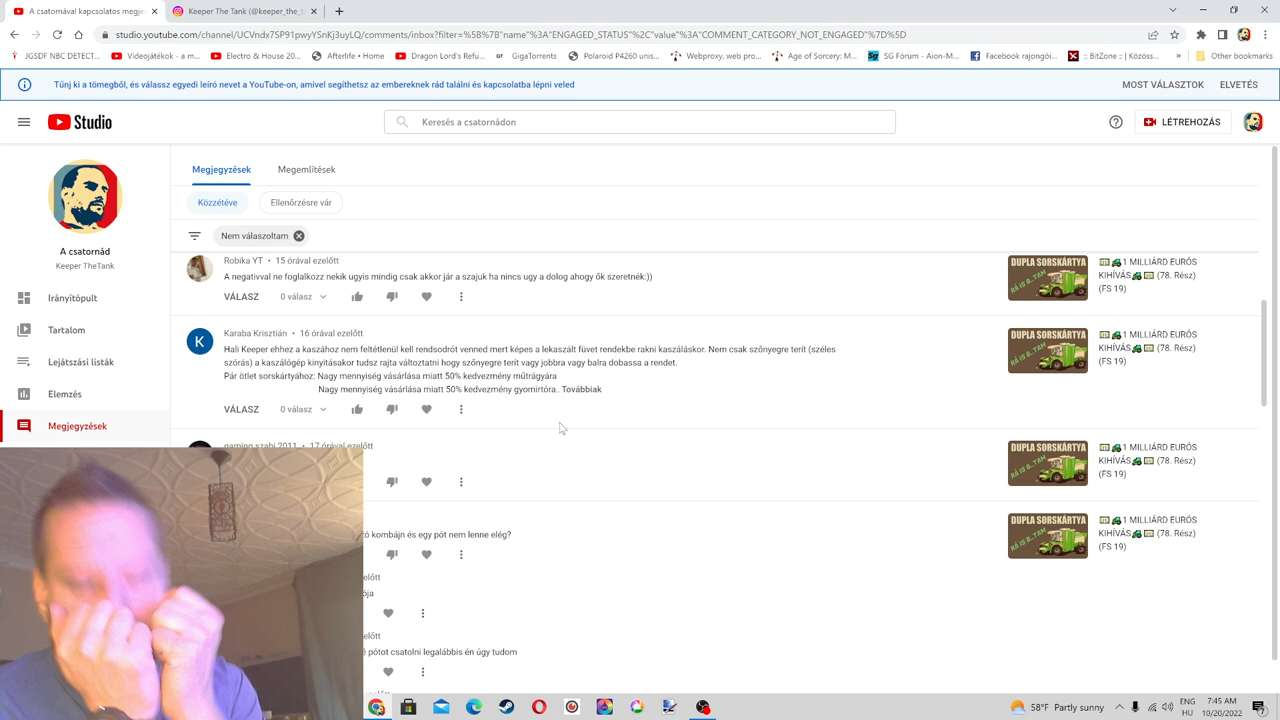 A csatornával kapcsolatos megje
Keeper The Tank (@keeper_the_t
studio.youtube.com/channel/UCVndx7SP91pwyYSnKj3uyLQ/comments/inbox?filter=%5B%7B"name"%3A"ENGAGED_STATUS"%2C"value"%3A"COMMENT_CATEGORY_NOT_ENGAGED"%7D%5D
JGSDF NBC DETECT...
Videojátékok - a m...
Electro & House 20...
Afterlife • Home
Dragon Lord's Refu...
GigaTorrents
Polaroid P4260 unis...
Webproxy, web pro...
Age of Sorcery: M...
SG Forum - Aion-M...
Facebook rajongói...
:: BitZone :: | Közöss...
»
Other bookmarks
Tűnj ki a tömegből, és válassz egyedi leíró nevet a YouTube-on, amivel segíthetsz az embereknek rád találni és kapcsolatba lépni veled
MOST VÁLASZTOK
ELVETÉS
Studio
Keresés a csatornádon
LÉTREHOZÁS
A csatornád
Keeper TheTank
Irányítópult
Tartalom
Lejátszási listák
Elemzés
Megjegyzések
Megjegyzések
Megemlítések
Közzétéve
Ellenőrzésre vár
Nem válaszoltam
Robika YT • 15 órával ezelőtt
A negativval ne foglalkozz nekik ugyis mindig csak akkor jár a szajuk ha nincs ugy a dolog ahogy ők szeretnék:))
VÁLASZ 0 válasz
DUPLA SORSKÁRTYA
1 MILLIÁRD EURÓS
KIHÍVÁS (78. Rész)
(FS 19)
K
Karaba Krisztián • 16 órával ezelőtt
Hali Keeper ehhez a kaszához nem feltétlenül kell rendsodrót venned mert képes a lekaszált füvet rendekbe rakni kaszáláskor. Nem csak szőnyegre terít (széles
szórás) a kaszálógép kinyitásakor tudsz rajta változtatni hogy szőnyegre terít vagy jobbra vagy balra dobassa a rendet.
Pár ötlet sorskártyához: Nagy mennyiség vásárlása miatt 50% kedvezmény műtrágyára
Nagy mennyiség vásárlása miatt 50% kedvezmény gyomirtóra.. Továbbiak
VÁLASZ 0 válasz
DUPLA SORSKÁRTYA
1 MILLIÁRD EURÓS
KIHÍVÁS (78. Rész)
(FS 19)
gaming szabi 2011 • 17 órával ezelőtt
DUPLA SORSKÁRTYA
1 MILLIÁRD EURÓS
KIHÍVÁS (78. Rész)
(FS 19)
tó kombájn és egy pót nem lenne elég?
DUPLA SORSKÁRTYA
1 MILLIÁRD EURÓS
KIHÍVÁS (78. Rész)
(FS 19)
ezelőtt
ója
ezelőtt
é pótot csatolni legalábbis én úgy tudom
58°F Partly sunny
ENG
HU
7:45 AM
10/20/2022